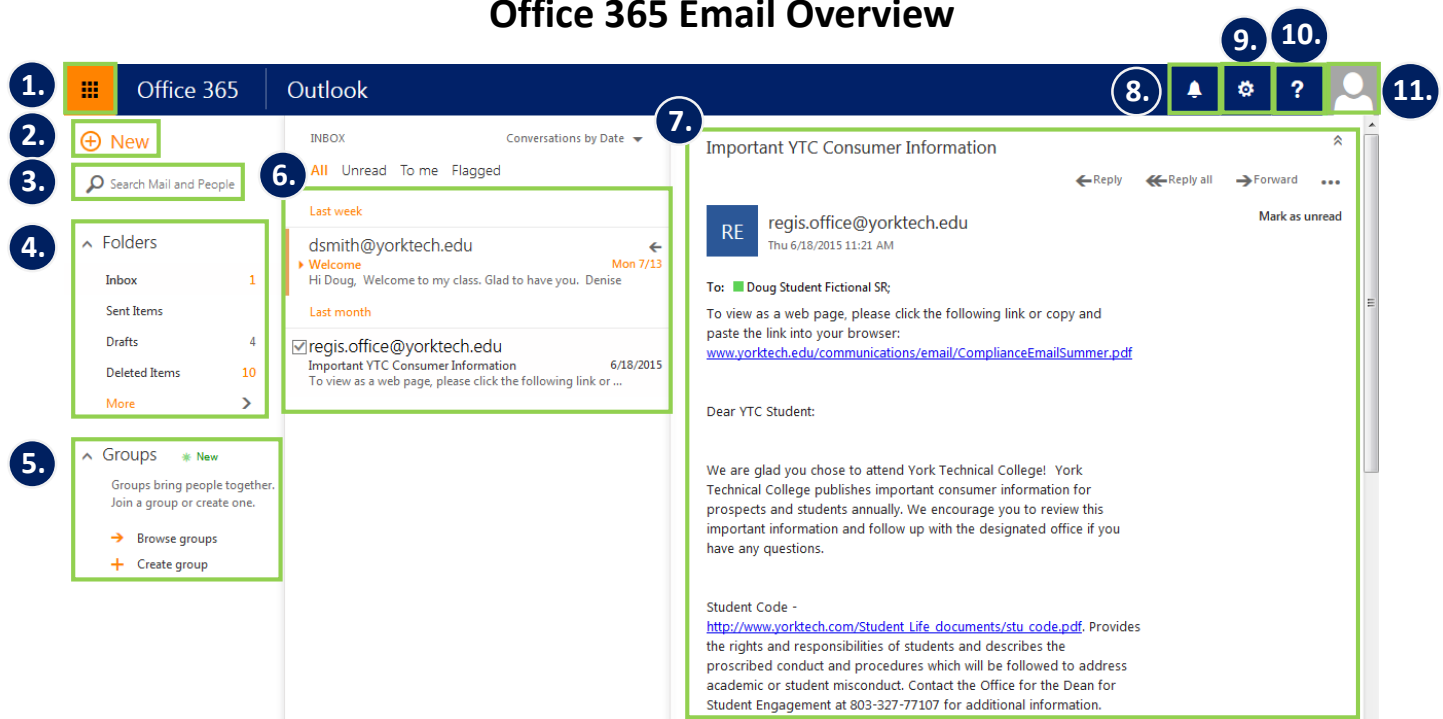 Office 365 Email Overview
9. 10.
1. Office 365 Outlook 8. ? 11.
2. New
3. Search Mail and People
4. Folders
Inbox 1
Sent Items
Drafts 4
Deleted Items 10
More
5. Groups New
Groups bring people together.
Join a group or create one.
Browse groups
Create group
INBOX Conversations by Date
6. All Unread To me Flagged
Last week
dsmith@yorktech.edu
Welcome Mon 7/13
Hi Doug, Welcome to my class. Glad to have you. Denise
Last month
regis.office@yorktech.edu
Important YTC Consumer Information 6/18/2015
To view as a web page, please click the following link or ...
7.
Important YTC Consumer Information
Reply Reply all Forward ...
RE regis.office@yorktech.edu Mark as unread
Thu 6/18/2015 11:21 AM
To: Doug Student Fictional SR;
To view as a web page, please click the following link or copy and
paste the link into your browser:
www.yorktech.edu/communications/email/ComplianceEmailSummer.pdf
Dear YTC Student:
We are glad you chose to attend York Technical College! York
Technical College publishes important consumer information for
prospects and students annually. We encourage you to review this
important information and follow up with the designated office if you
have any questions.
Student Code -
http://www.yorktech.com/Student_Life_documents/stu_code.pdf. Provides
the rights and responsibilities of students and describes the
proscribed conduct and procedures which will be followed to address
academic or student misconduct. Contact the Office for the Dean for
Student Engagement at 803-327-77107 for additional information.